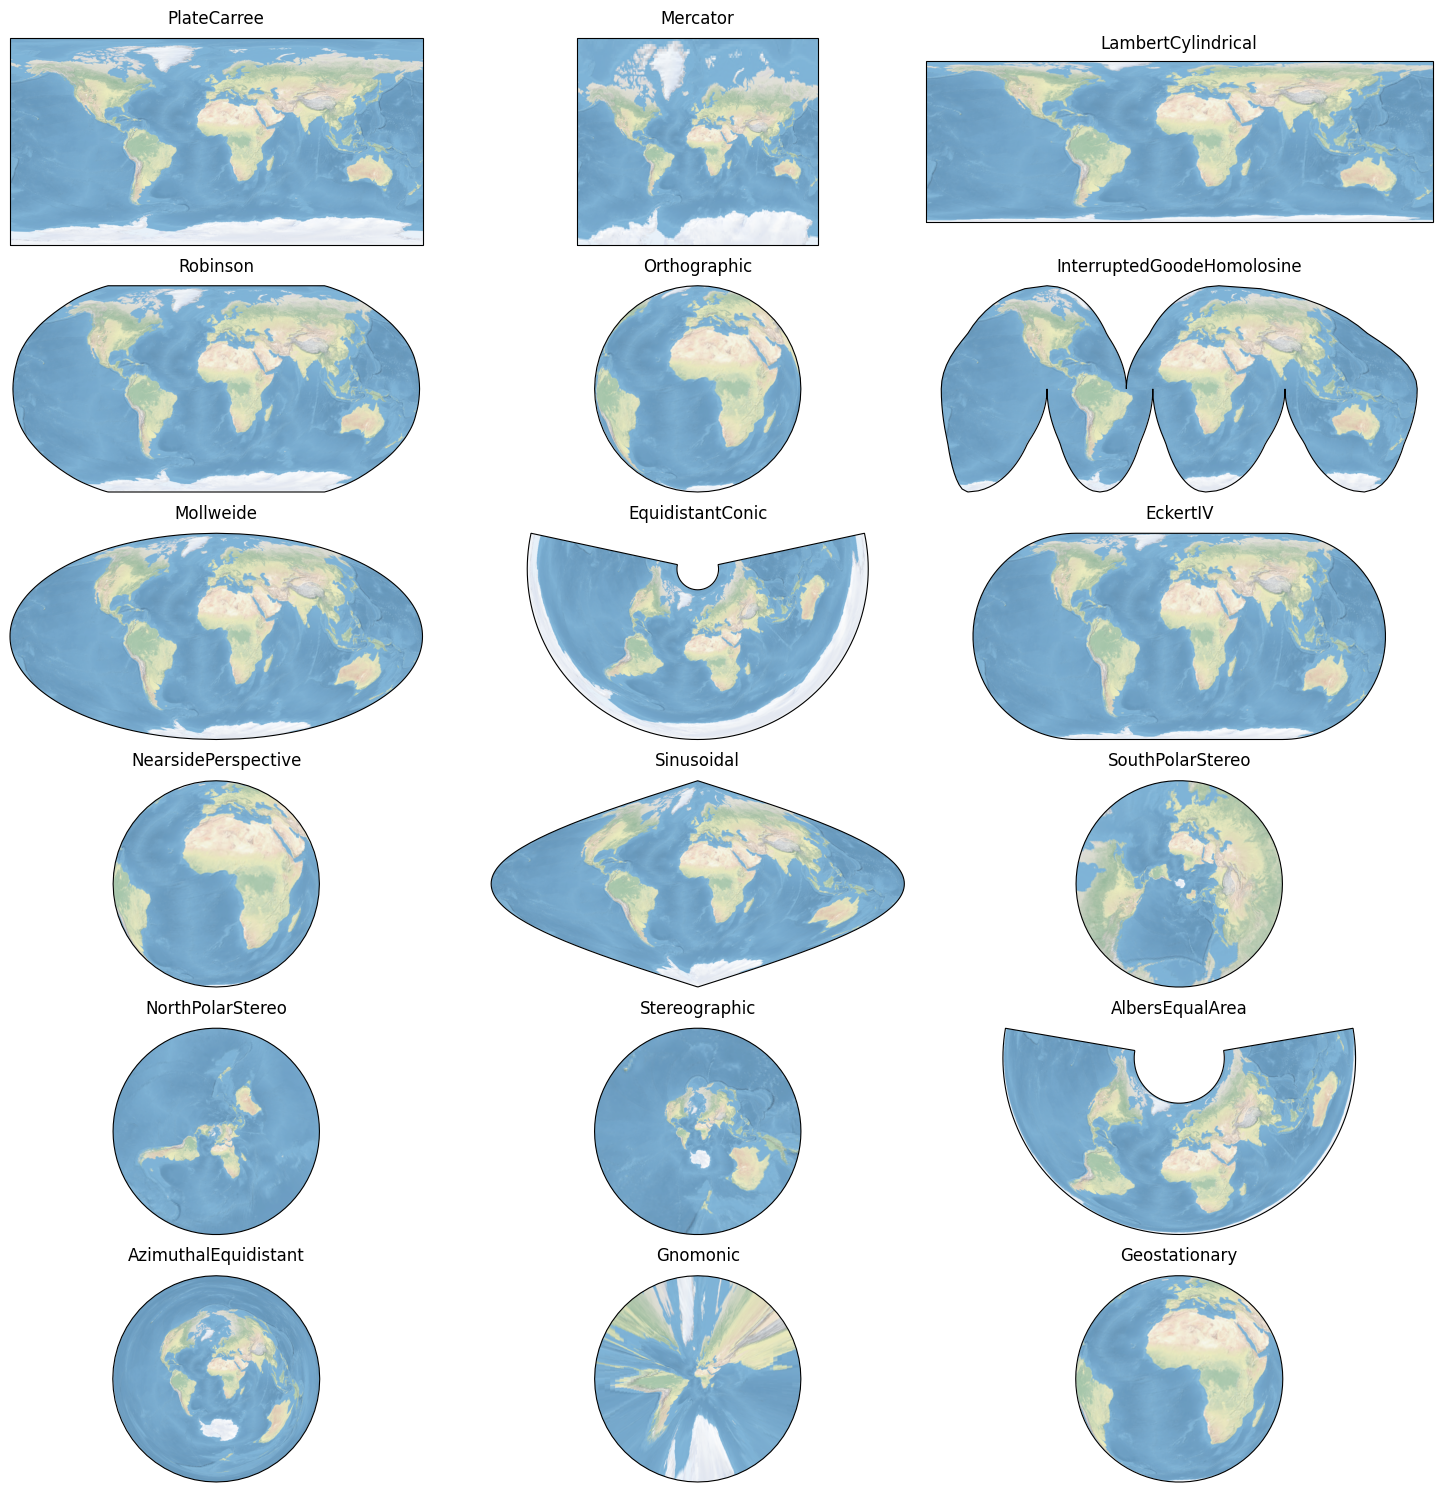 PlateCarree
Mercator
LambertCylindrical
Robinson
Orthographic
InterruptedGoodeHomolosine
Mollweide
EquidistantConic
EckertIV
NearsidePerspective
Sinusoidal
SouthPolarStereo
NorthPolarStereo
Stereographic
AlbersEqualArea
AzimuthalEquidistant
Gnomonic
Geostationary